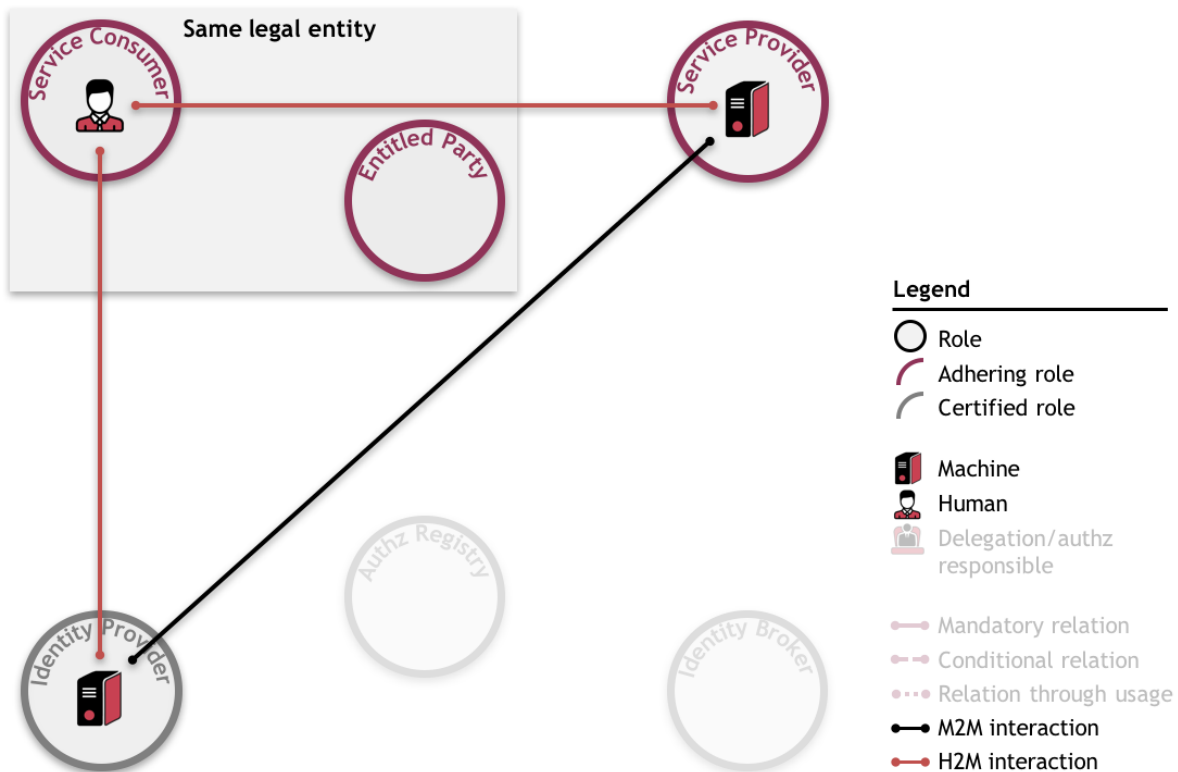 Same legal entity
Service Consumer
Service Provider
Entitled Party
Legend
Role
Adhering role
Certified role
Machine
Human
Delegation/authz
responsible
Authz Registry
Identity Provider
Identity Broker
Mandatory relation
Conditional relation
Relation through usage
M2M interaction
H2M interaction